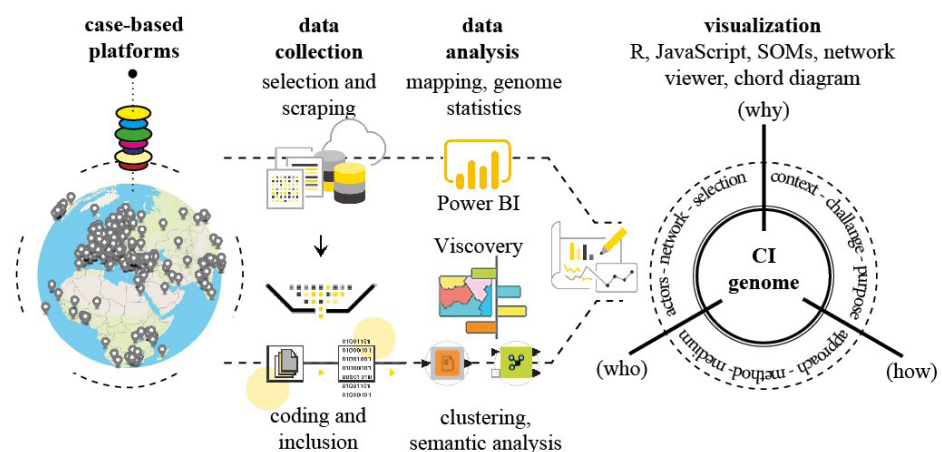 case-based
platforms
data
collection
selection and
scraping
coding and
inclusion
data
analysis
mapping, genome
statistics
Power BI
Viscovery
clustering,
semantic analysis
visualization
R, JavaScript, SOMs, network
viewer, chord diagram
(why)
actors - network - selection
context - challenge - purpose
approach - method - medium
CI
genome
(who)
(how)